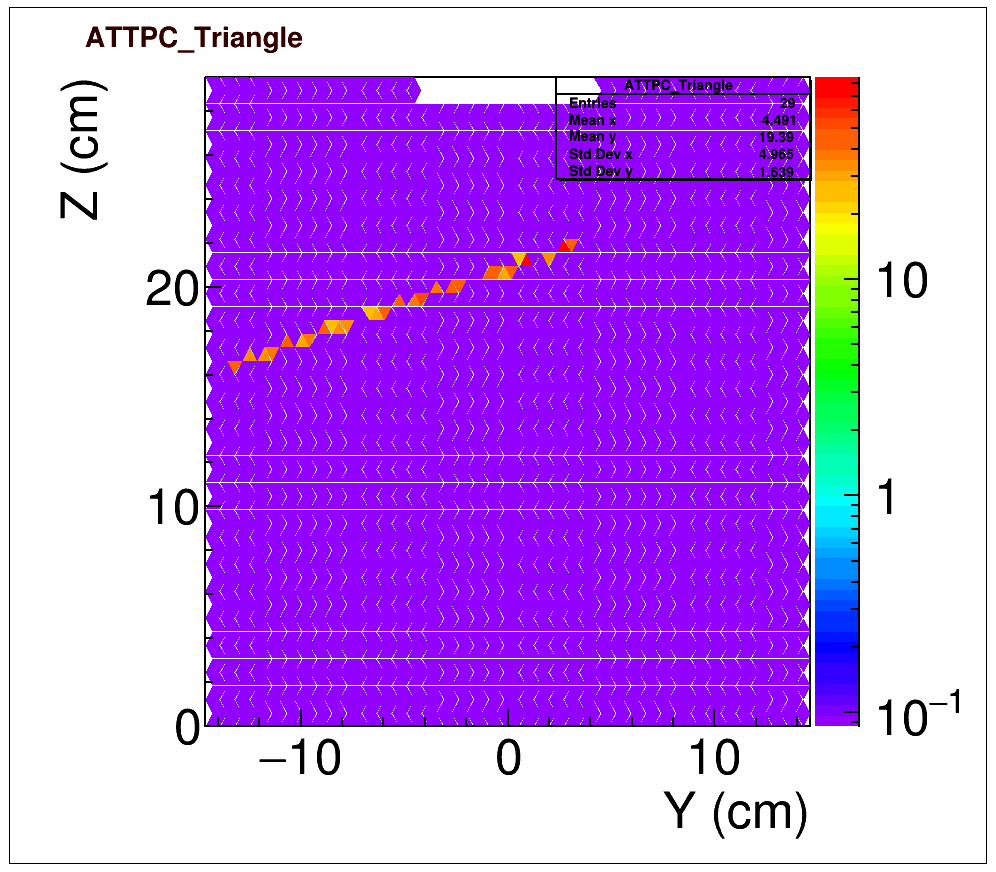 ATTPC_Triangle
Z (cm)
ATTPC_Triangle
Entries 29
Mean x -4.491
Mean y 19.39
Std Dev x 4.965
Std Dev y 1.639
20
10
0
−10 0 10
Y (cm)
10
1
10−1